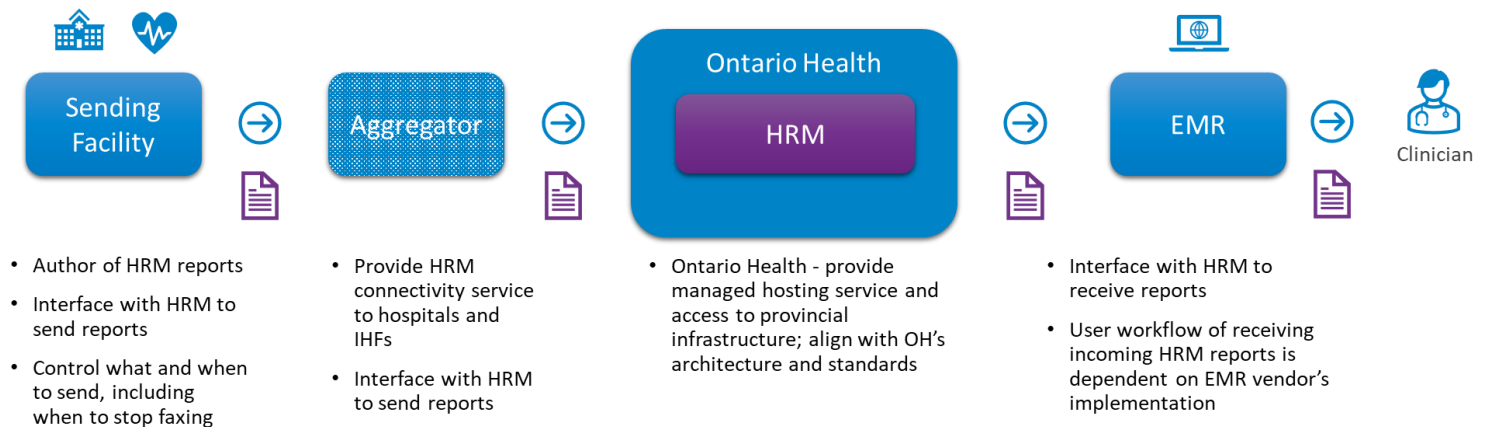 Sending
Facility
Aggregator
Ontario Health
HRM
EMR
Clinician
• Author of HRM reports
• Interface with HRM to
send reports
• Control what and when
to send, including
when to stop faxing
• Provide HRM
connectivity service
to hospitals and
IHFs
• Interface with HRM
to send reports
• Ontario Health - provide
managed hosting service and
access to provincial
infrastructure; align with OH's
architecture and standards
• Interface with HRM to
receive reports
• User workflow of receiving
incoming HRM reports is
dependent on EMR vendor's
implementation